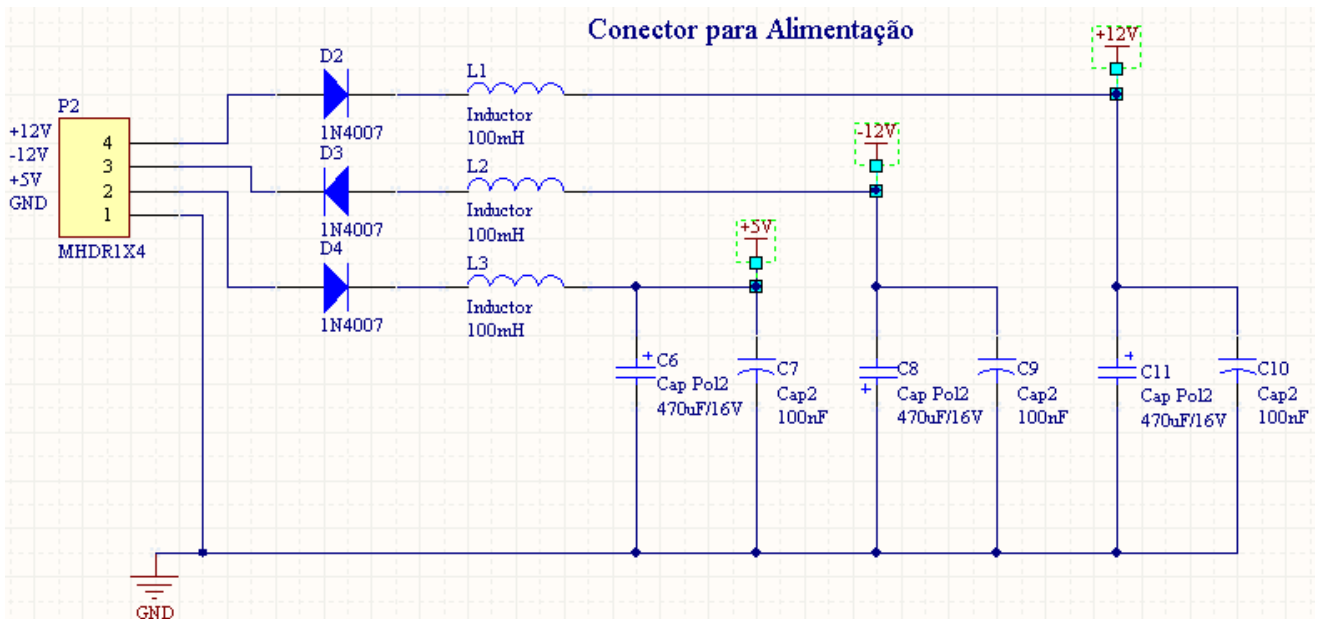 Conector para Alimentação
+12V
D2
L1
P2
Inductor
100mH
1N4007
+12V
-12V
+5V
GND
4
3
2
1
MHDR1X4
D3
L2
-12V
Inductor
100mH
1N4007
D4
L3
+5V
Inductor
100mH
1N4007
+ C6
Cap Pol2
470uF/16V
C7
Cap2
100nF
C8
+ Cap Pol2
470uF/16V
C9
Cap2
100nF
+ C11
Cap Pol2
470uF/16V
C10
Cap2
100nF
GND